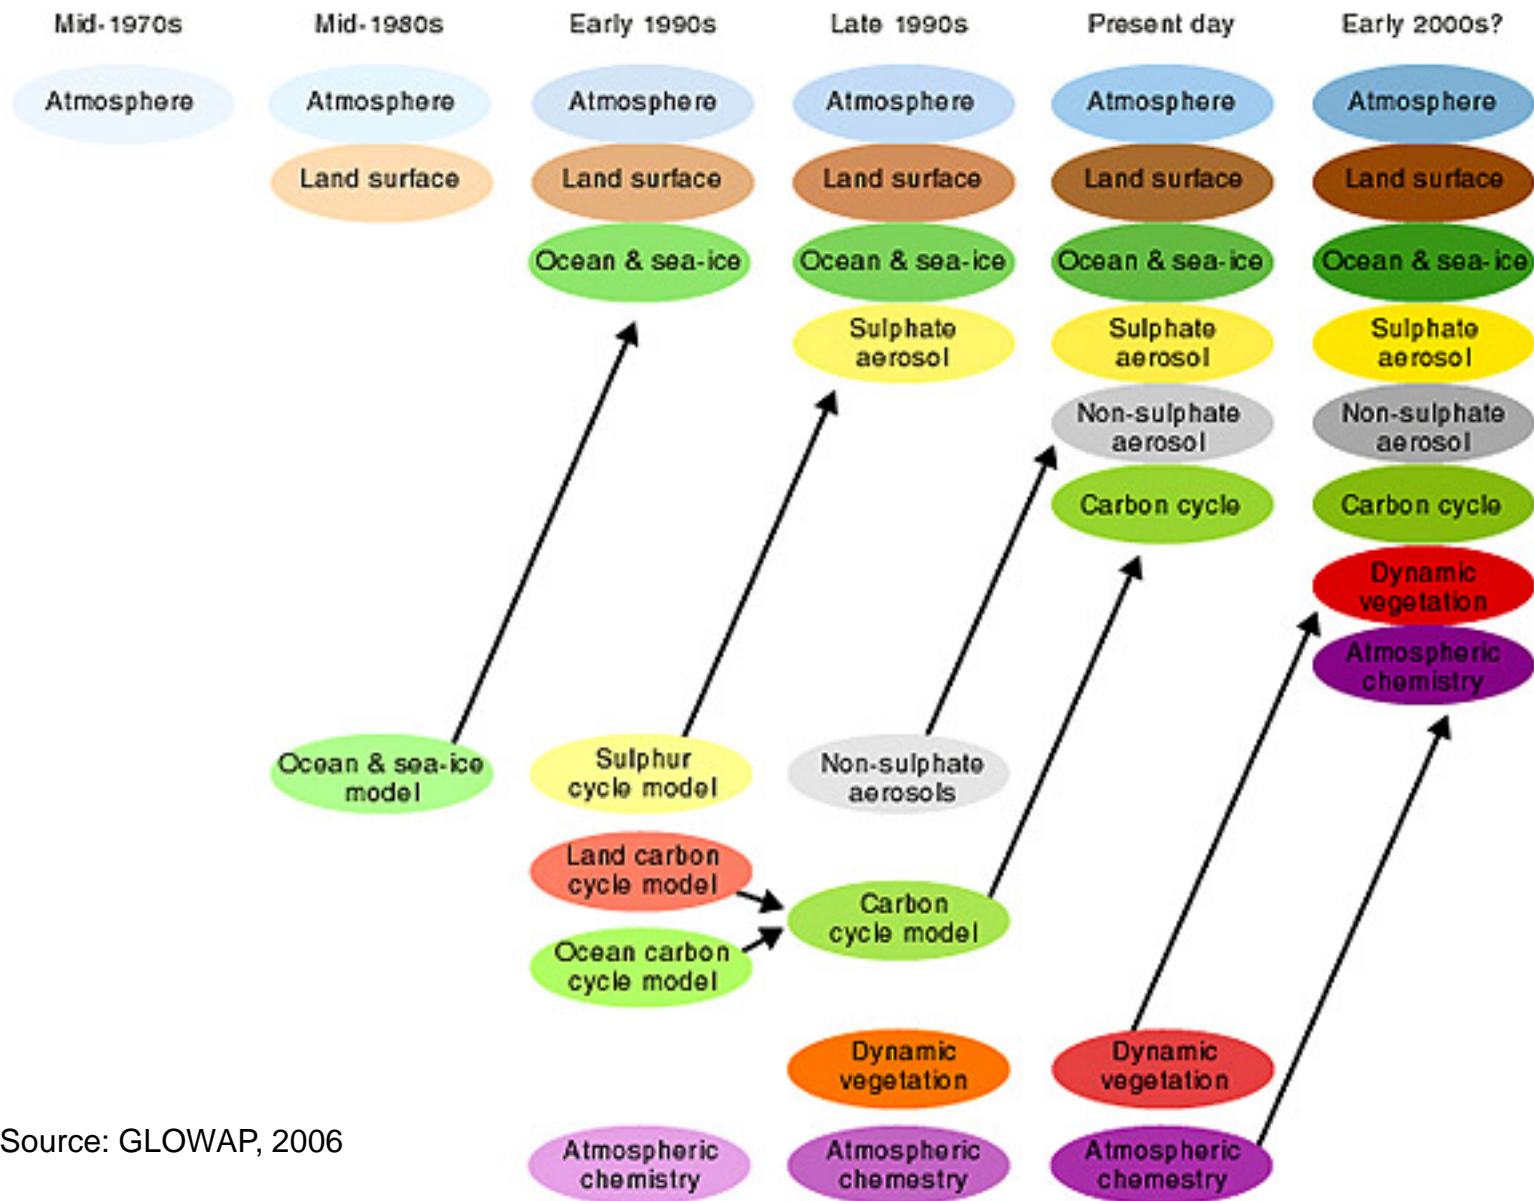 Mid-1970s Mid-1980s Early 1990s Late 1990s Present day Early 2000s?
Atmosphere Atmosphere Atmosphere Atmosphere Atmosphere Atmosphere
Land surface Land surface Land surface Land surface Land surface
Ocean & sea-ice Ocean & sea-ice Ocean & sea-ice Ocean & sea-ice
Sulphate Sulphate Sulphate
aerosol aerosol aerosol
Non-sulphate Non-sulphate
aerosol aerosol
Carbon cycle Carbon cycle
Dynamic
vegetation
Atmospheric
chemistry
Ocean & sea-ice Sulphur Non-sulphate
model cycle model aerosols
Land carbon
cycle model
Carbon
cycle model
Ocean carbon
cycle model
Dynamic Dynamic
vegetation vegetation
Source: GLOWAP, 2006
Atmospheric Atmospheric Atmospheric
chemistry chemestry chemestry